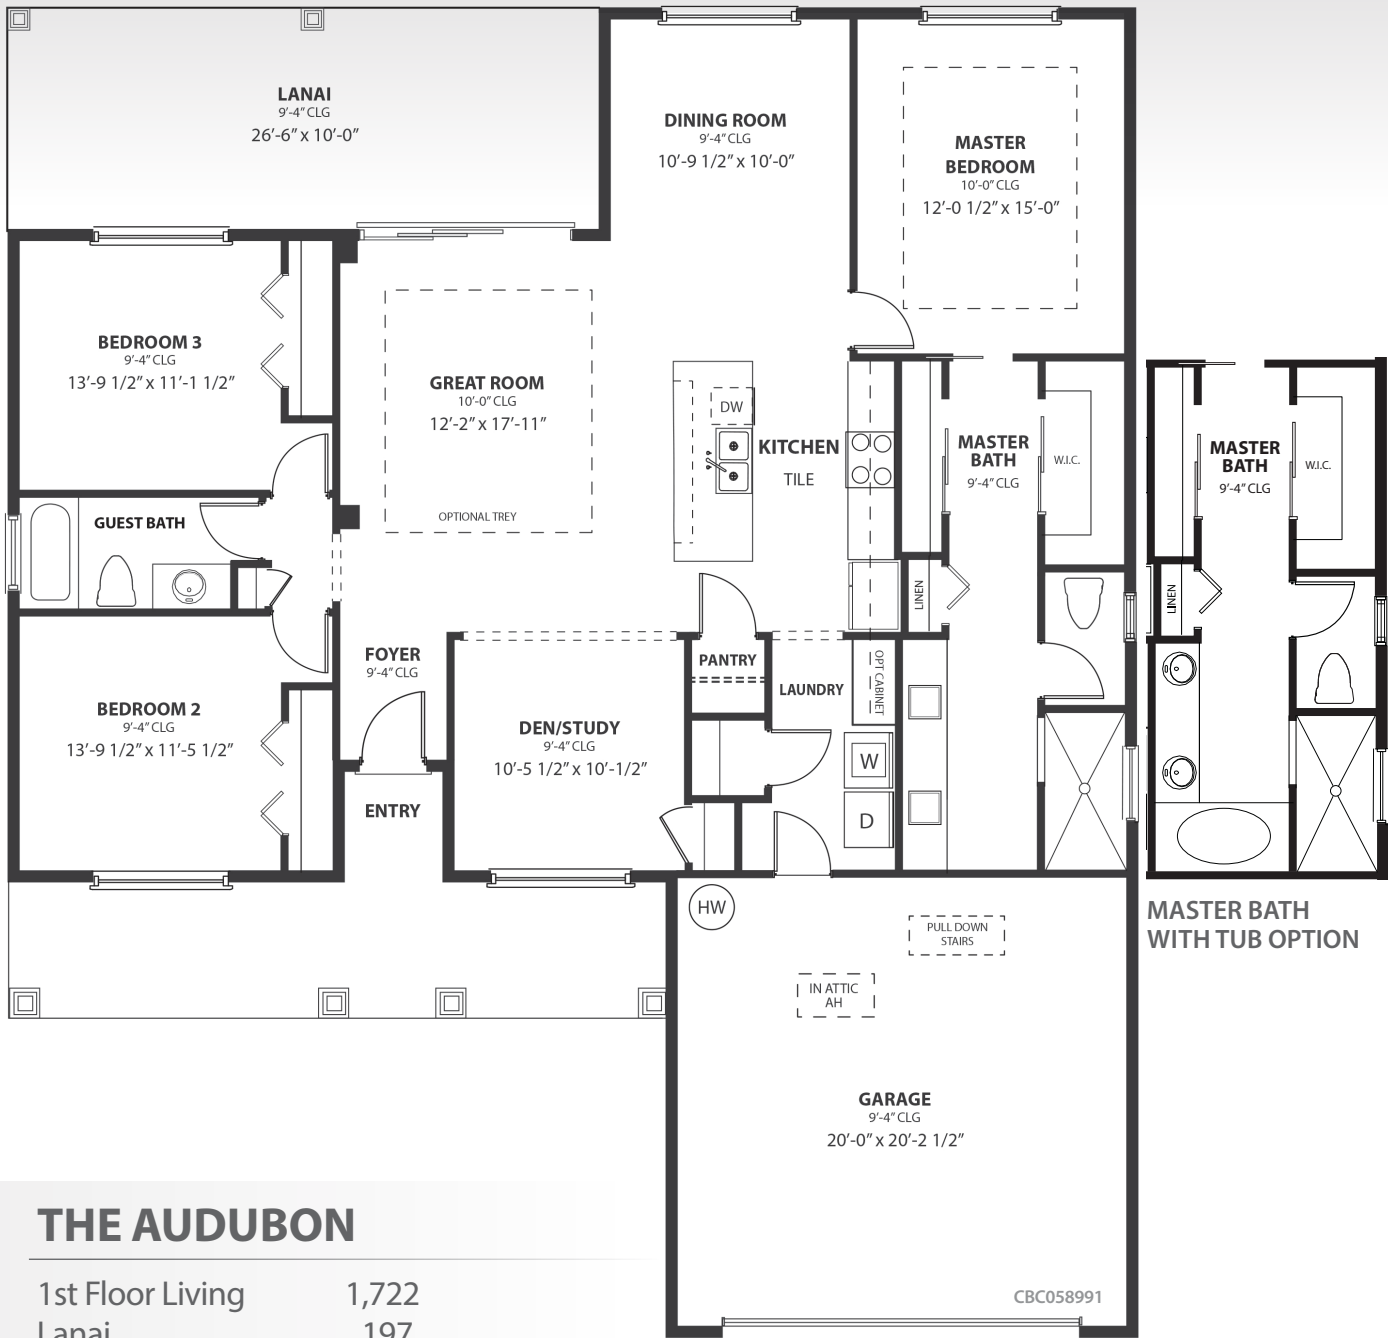 LANAI
9'-4" CLG
26'-6" x 10'-0"
DINING ROOM
9'-4" CLG
10'-9 1/2" x 10'-0"
MASTER
BEDROOM
10'-0" CLG
12'-0 1/2" x 15'-0"
BEDROOM 3
9'-4" CLG
13'-9 1/2" x 11'-1 1/2"
GREAT ROOM
10'-0" CLG
12'-2" x 17'-11"
OPTIONAL TREY
DW
KITCHEN
TILE
MASTER
BATH
9'-4" CLG
W.I.C.
MASTER
BATH
9'-4" CLG
W.I.C.
GUEST BATH
LINEN
LINEN
FOYER
9'-4" CLG
PANTRY
LAUNDRY
OPT CABINET
BEDROOM 2
9'-4" CLG
13'-9 1/2" x 11'-5 1/2"
DEN/STUDY
9'-4" CLG
10'-5 1/2" x 10'-1/2"
W
D
ENTRY
HW
PULL DOWN
STAIRS
IN ATTIC
AH
MASTER BATH
WITH TUB OPTION
GARAGE
9'-4" CLG
20'-0" x 20'-2 1/2"
CBC058991
THE AUDUBON
1st Floor Living 1,722
Lanai 197